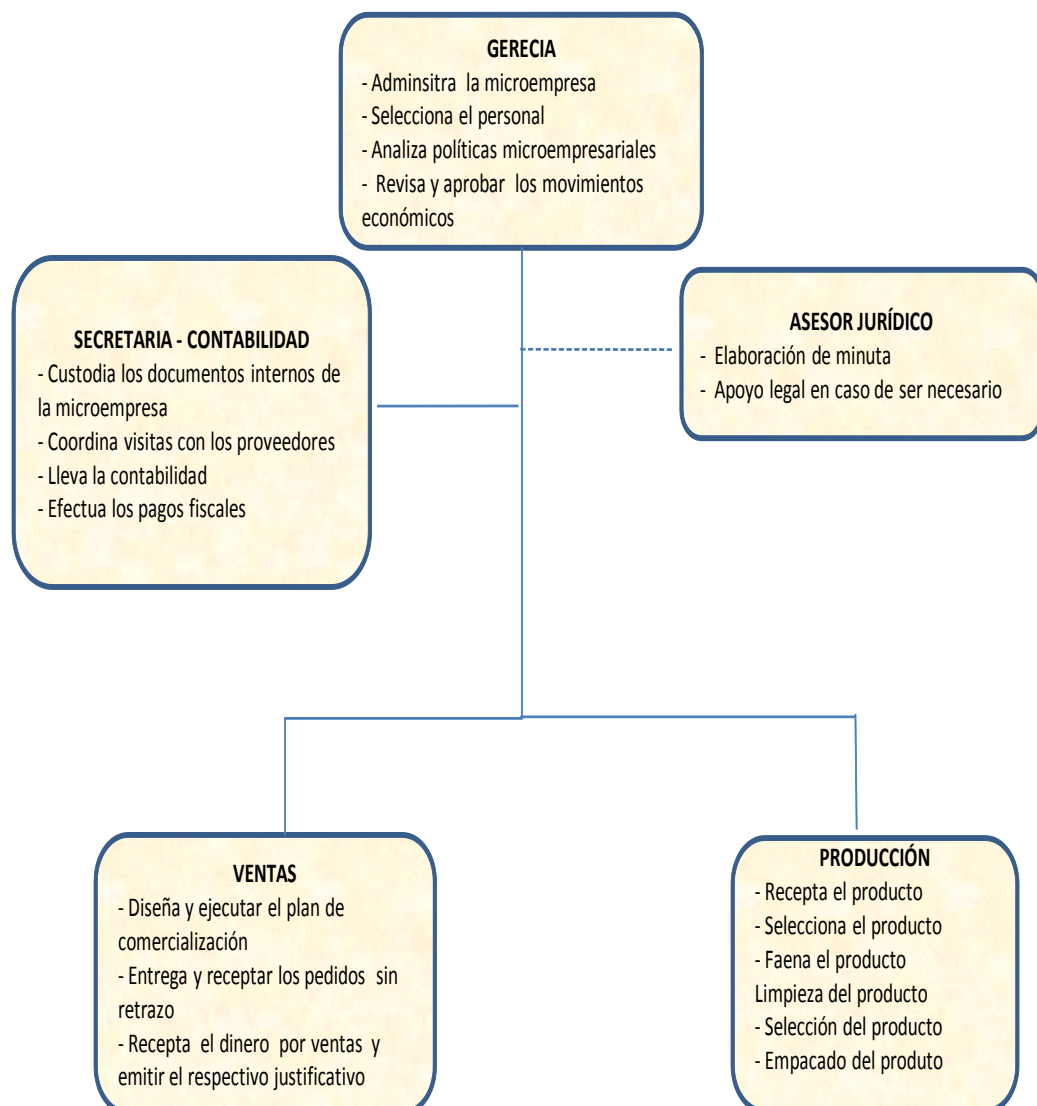 GERECIA
- Adminsitra la microempresa
- Selecciona el personal
- Analiza políticas microempresariales
- Revisa y aprobar los movimientos
económicos
SECRETARIA - CONTABILIDAD
- Custodia los documentos internos de
la microempresa
- Coordina visitas con los proveedores
- Lleva la contabilidad
- Efectua los pagos fiscales
ASESOR JURÍDICO
- Elaboración de minuta
- Apoyo legal en caso de ser necesario
VENTAS
- Diseña y ejecutar el plan de
comercialización
- Entrega y receptar los pedidos sin
retrazo
- Recepta el dinero por ventas y
emitir el respectivo justificativo
PRODUCCIÓN
- Recepta el producto
- Selecciona el producto
- Faena el producto
Limpieza del producto
- Selección del producto
- Empacado del produto